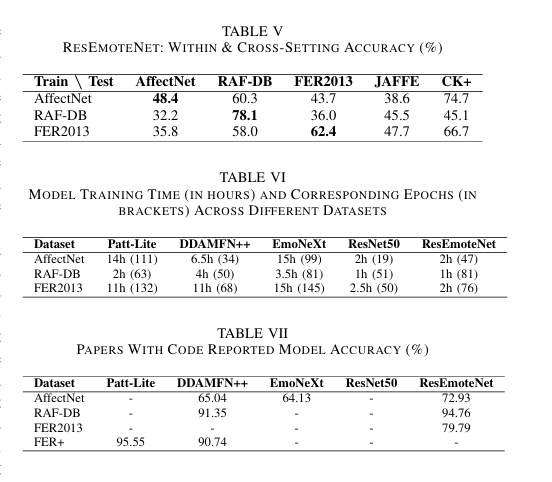 TABLE V
RESEMOTENET: WITHIN & CROSS-SETTING ACCURACY (%)
Train \ Test AffectNet RAF-DB FER2013 JAFFE CK+
AffectNet 48.4 60.3 43.7 38.6 74.7
RAF-DB 32.2 78.1 36.0 45.5 45.1
FER2013 35.8 58.0 62.4 47.7 66.7
TABLE VI
MODEL TRAINING TIME (IN HOURS) AND CORRESPONDING EPOCHS (IN
BRACKETS) ACROSS DIFFERENT DATASETS
Dataset Patt-Lite DDAMFN++ EmoNeXt ResNet50 ResEmoteNet
AffectNet 14h (111) 6.5h (34) 15h (99) 2h (19) 2h (47)
RAF-DB 2h (63) 4h (50) 3.5h (81) 1h (51) 1h (81)
FER2013 11h (132) 11h (68) 15h (145) 2.5h (50) 2h (76)
TABLE VII
PAPERS WITH CODE REPORTED MODEL ACCURACY (%)
Dataset Patt-Lite DDAMFN++ EmoNeXt ResNet50 ResEmoteNet
AffectNet - 65.04 64.13 - 72.93
RAF-DB - 91.35 - - 94.76
FER2013 - - - - 79.79
FER+ 95.55 90.74 - - -